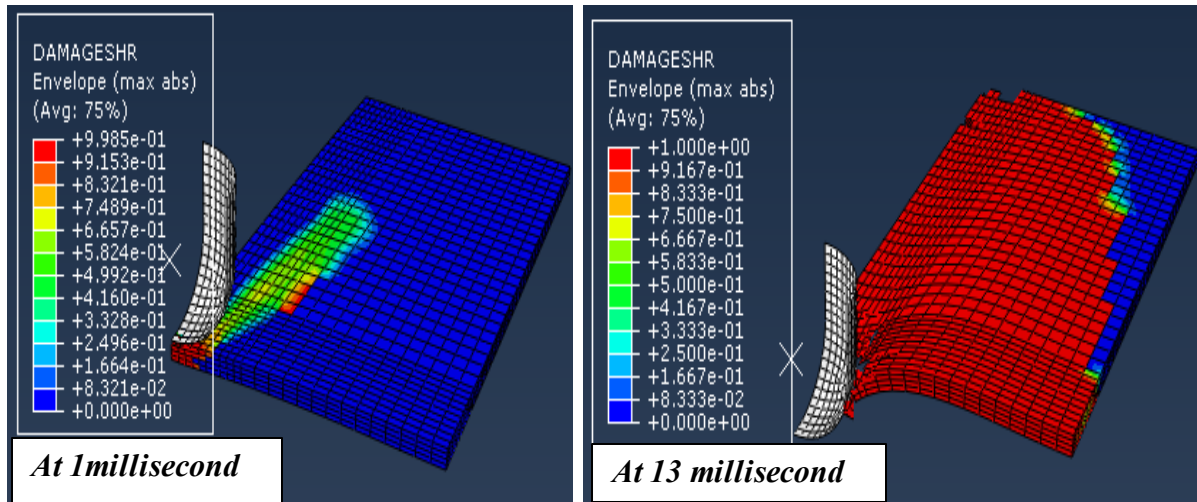 DAMAGESHR
Envelope (max abs)
(Avg: 75%)
+9.985e-01
+9.153e-01
+8.321e-01
+7.489e-01
+6.657e-01
+5.824e-01
+4.992e-01
+4.160e-01
+3.328e-01
+2.496e-01
+1.664e-01
+8.321e-02
+0.000e+00
At 1millisecond
DAMAGESHR
Envelope (max abs)
(Avg: 75%)
+1.000e+00
+9.167e-01
+8.333e-01
+7.500e-01
+6.667e-01
+5.833e-01
+5.000e-01
+4.167e-01
+3.333e-01
+2.500e-01
+1.667e-01
+8.333e-02
+0.000e+00
At 13 millisecond